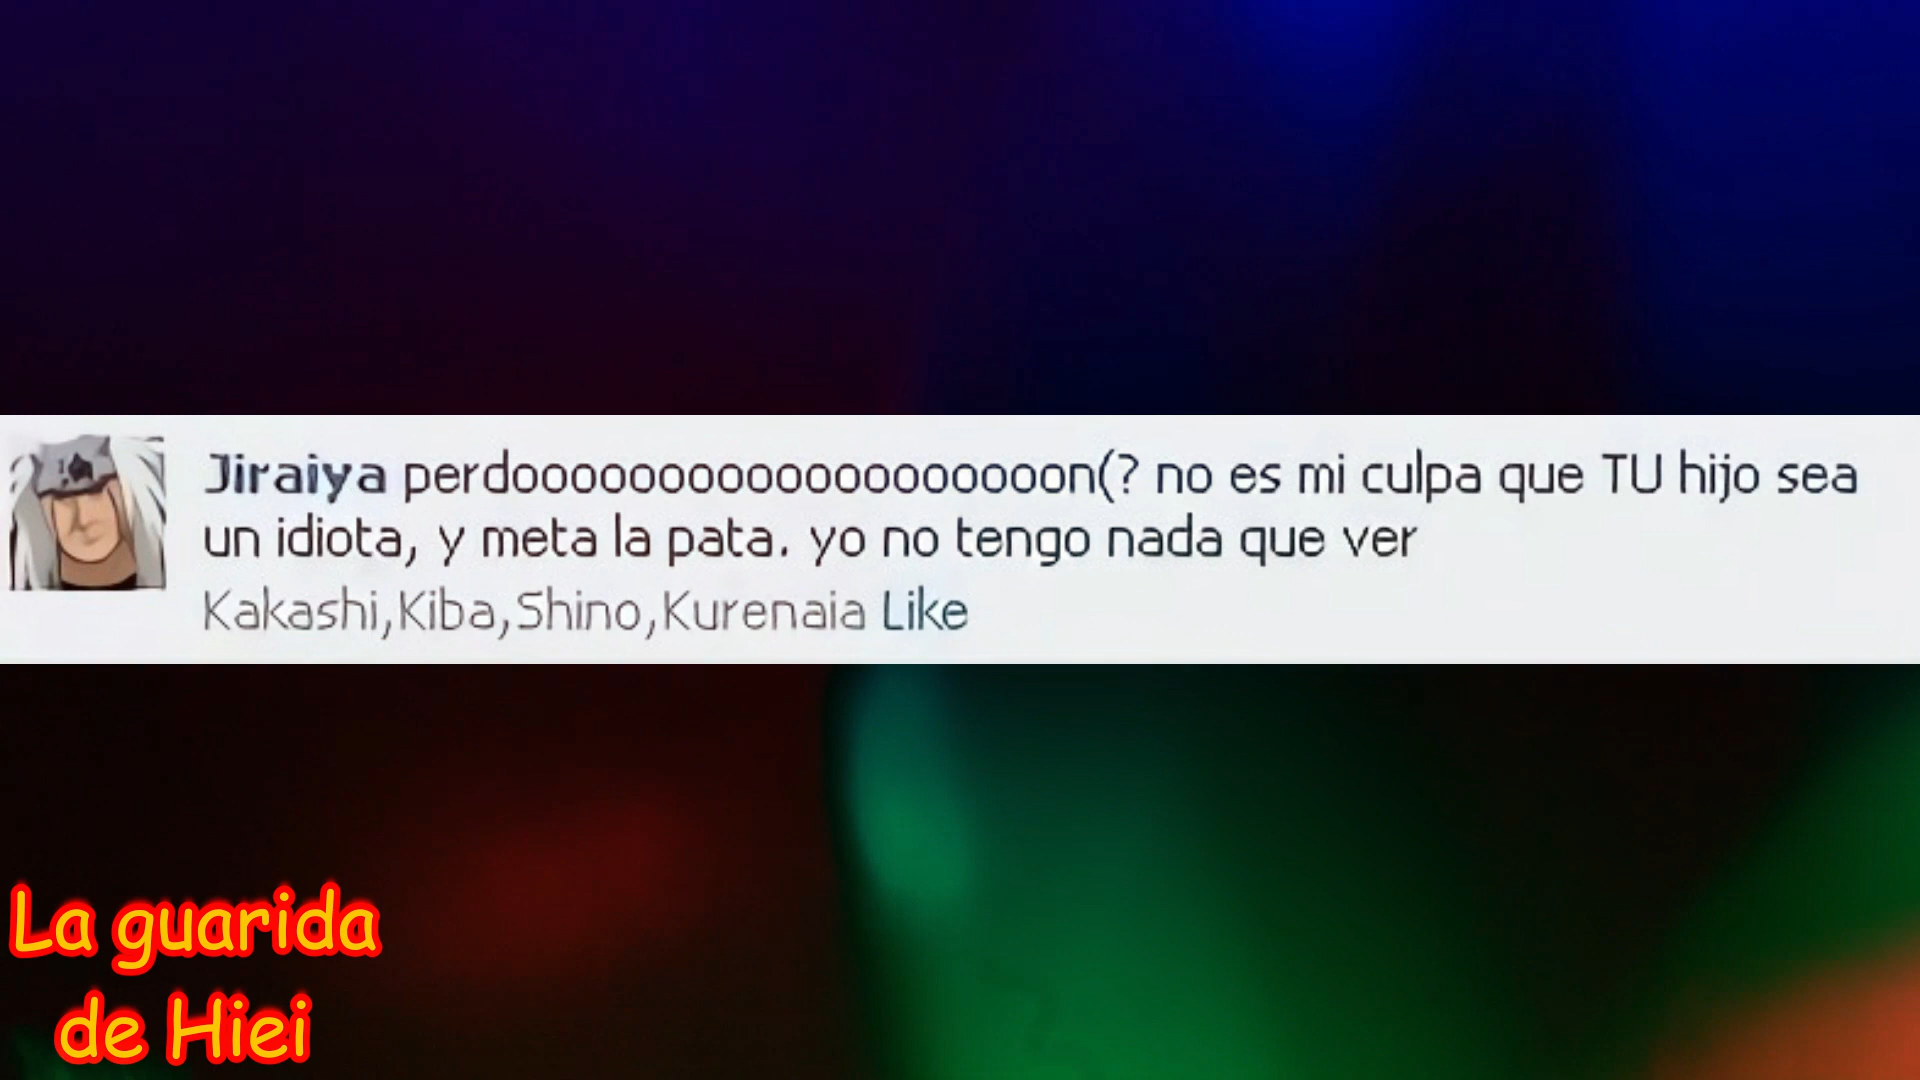 Jiraiya perdooooooooooooooooooooon(? no es mi culpa que TU hijo sea
un idiota, y meta la pata. yo no tengo nada que ver
Kakashi,Kiba,Shino,Kurenaia Like
La guarida
de Hiei